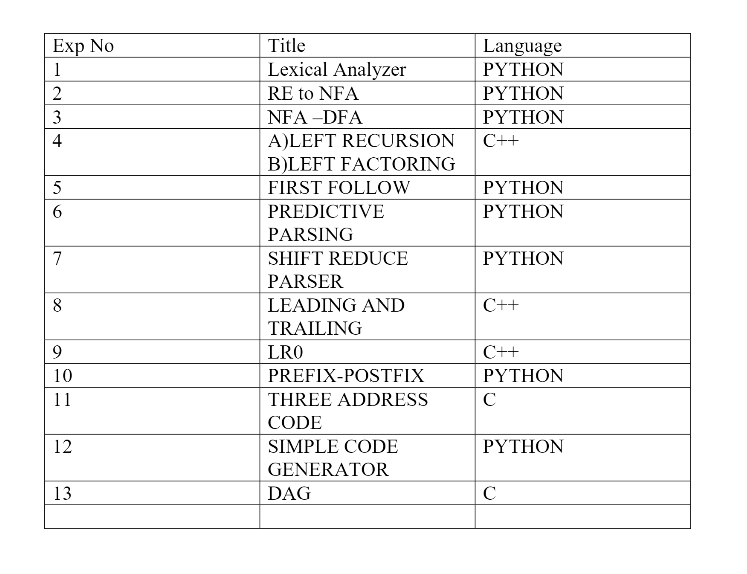 Exp No Title Language
1 Lexical Analyzer PYTHON
2 RE to NFA PYTHON
3 NFA –DFA PYTHON
4 A)LEFT RECURSION C++
B)LEFT FACTORING
5 FIRST FOLLOW PYTHON
6 PREDICTIVE PYTHON
PARSING
7 SHIFT REDUCE PYTHON
PARSER
8 LEADING AND C++
TRAILING
9 LR0 C++
10 PREFIX-POSTFIX PYTHON
11 THREE ADDRESS C
CODE
12 SIMPLE CODE PYTHON
GENERATOR
13 DAG C